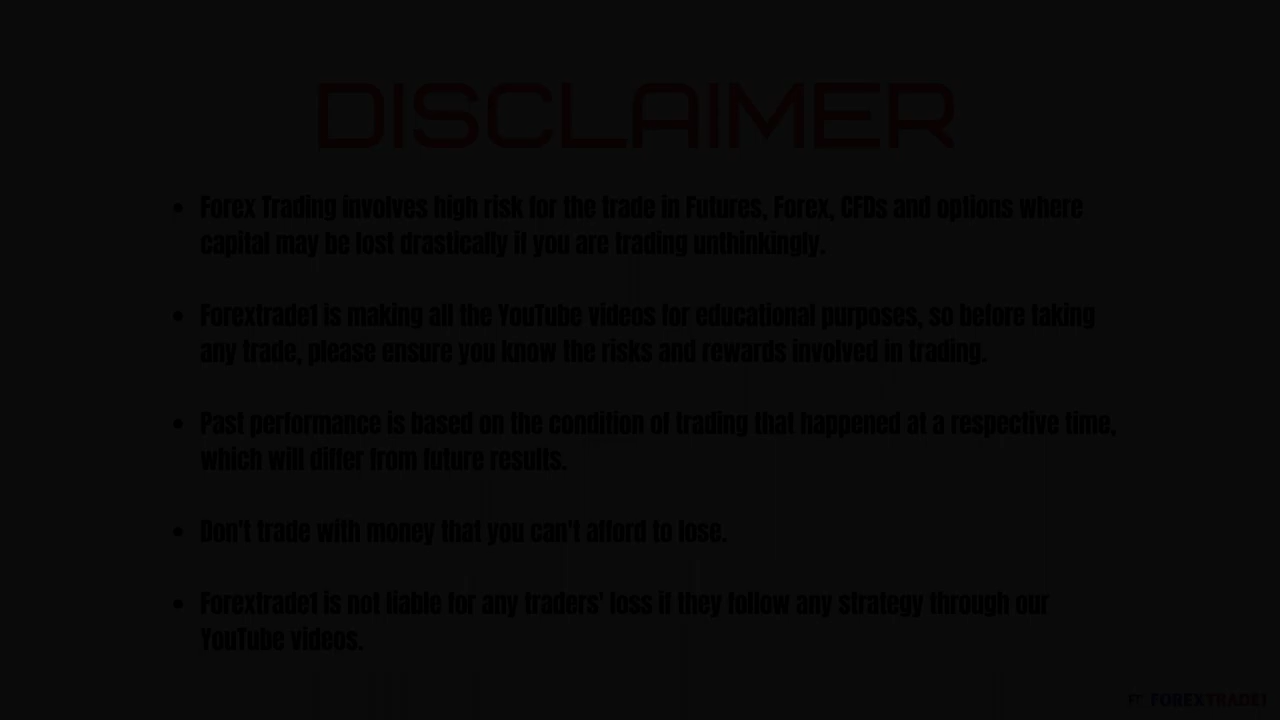 DISCLAIMER
• Forex Trading involves high risk for the trade in Futures, Forex, CFDs and options where
capital may be lost drastically if you are trading unthinkingly.
• Forextrade1 is making all the YouTube videos for educational purposes, so before taking
any trade, please ensure you know the risks and rewards involved in trading.
• Past performance is based on the condition of trading that happened at a respective time,
which will differ from future results.
• Don't trade with money that you can't afford to lose.
• Forextrade1 is not liable for any traders' loss if they follow any strategy through our
YouTube videos.
FOREXTRADE1